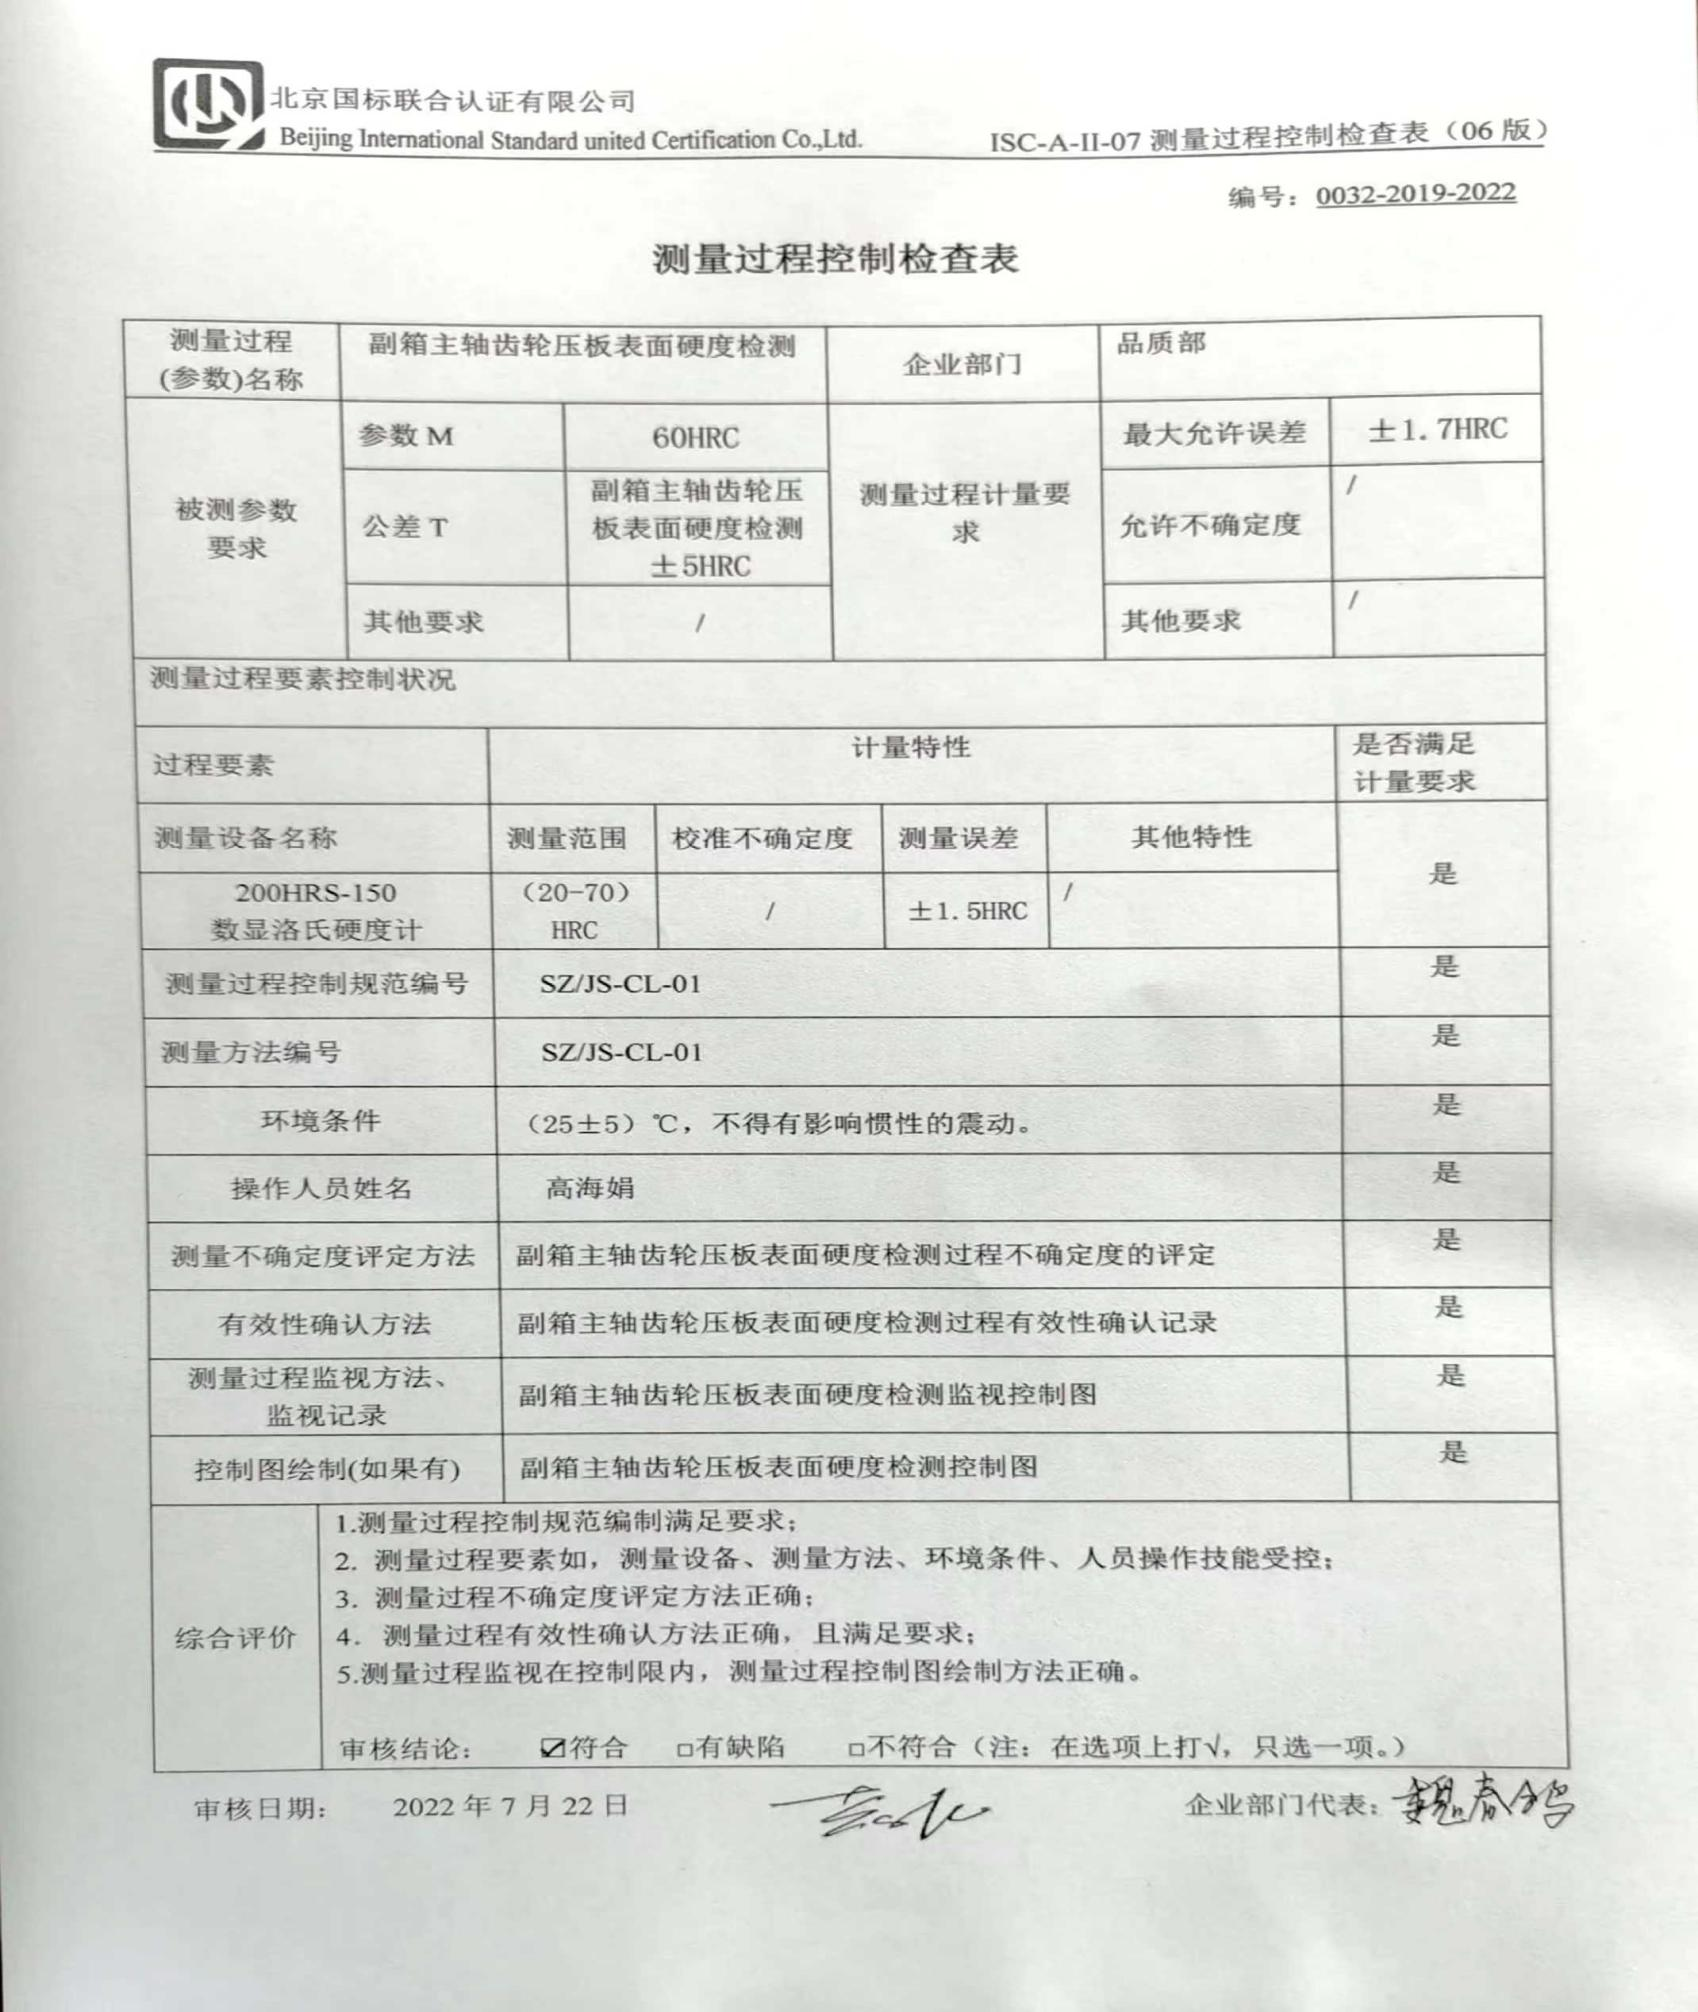 北京国标联合认证有限公司
Beijing International Standard united Certification Co.,Ltd.
ISC-A-II-07 测量过程控制检查表（06 版）
编号：0032-2019-2022
测量过程控制检查表
测量过程
(参数)名称
副箱主轴齿轮压板表面硬度检测
企业部门
品质部
被测参数
要求
参数 M
60HRC
测量过程计量要
求
最大允许误差
±1.7HRC
公差 T
副箱主轴齿轮压
板表面硬度检测
±5HRC
允许不确定度
/
其他要求
/
其他要求
/
测量过程要素控制状况
过程要素
计量特性
是否满足
计量要求
测量设备名称
测量范围
校准不确定度
测量误差
其他特性
是
200HRS-150
数显洛氏硬度计
（20-70）
HRC
/
±1.5HRC
/
测量过程控制规范编号
SZ/JS-CL-01
是
测量方法编号
SZ/JS-CL-01
是
环境条件
（25±5）℃，不得有影响惯性的震动。
是
操作人员姓名
高海娟
是
测量不确定度评定方法
副箱主轴齿轮压板表面硬度检测过程不确定度的评定
是
有效性确认方法
副箱主轴齿轮压板表面硬度检测过程有效性确认记录
是
测量过程监视方法、
监视记录
副箱主轴齿轮压板表面硬度检测监视控制图
是
控制图绘制(如果有)
副箱主轴齿轮压板表面硬度检测控制图
是
综合评价
1.测量过程控制规范编制满足要求；
2. 测量过程要素如，测量设备、测量方法、环境条件、人员操作技能受控；
3. 测量过程不确定度评定方法正确；
4. 测量过程有效性确认方法正确，且满足要求；
5.测量过程监视在控制限内，测量过程控制图绘制方法正确。
审核结论： ☑符合 □有缺陷 □不符合（注：在选项上打√，只选一项。）
审核日期： 2022 年 7 月 22 日
企业部门代表：